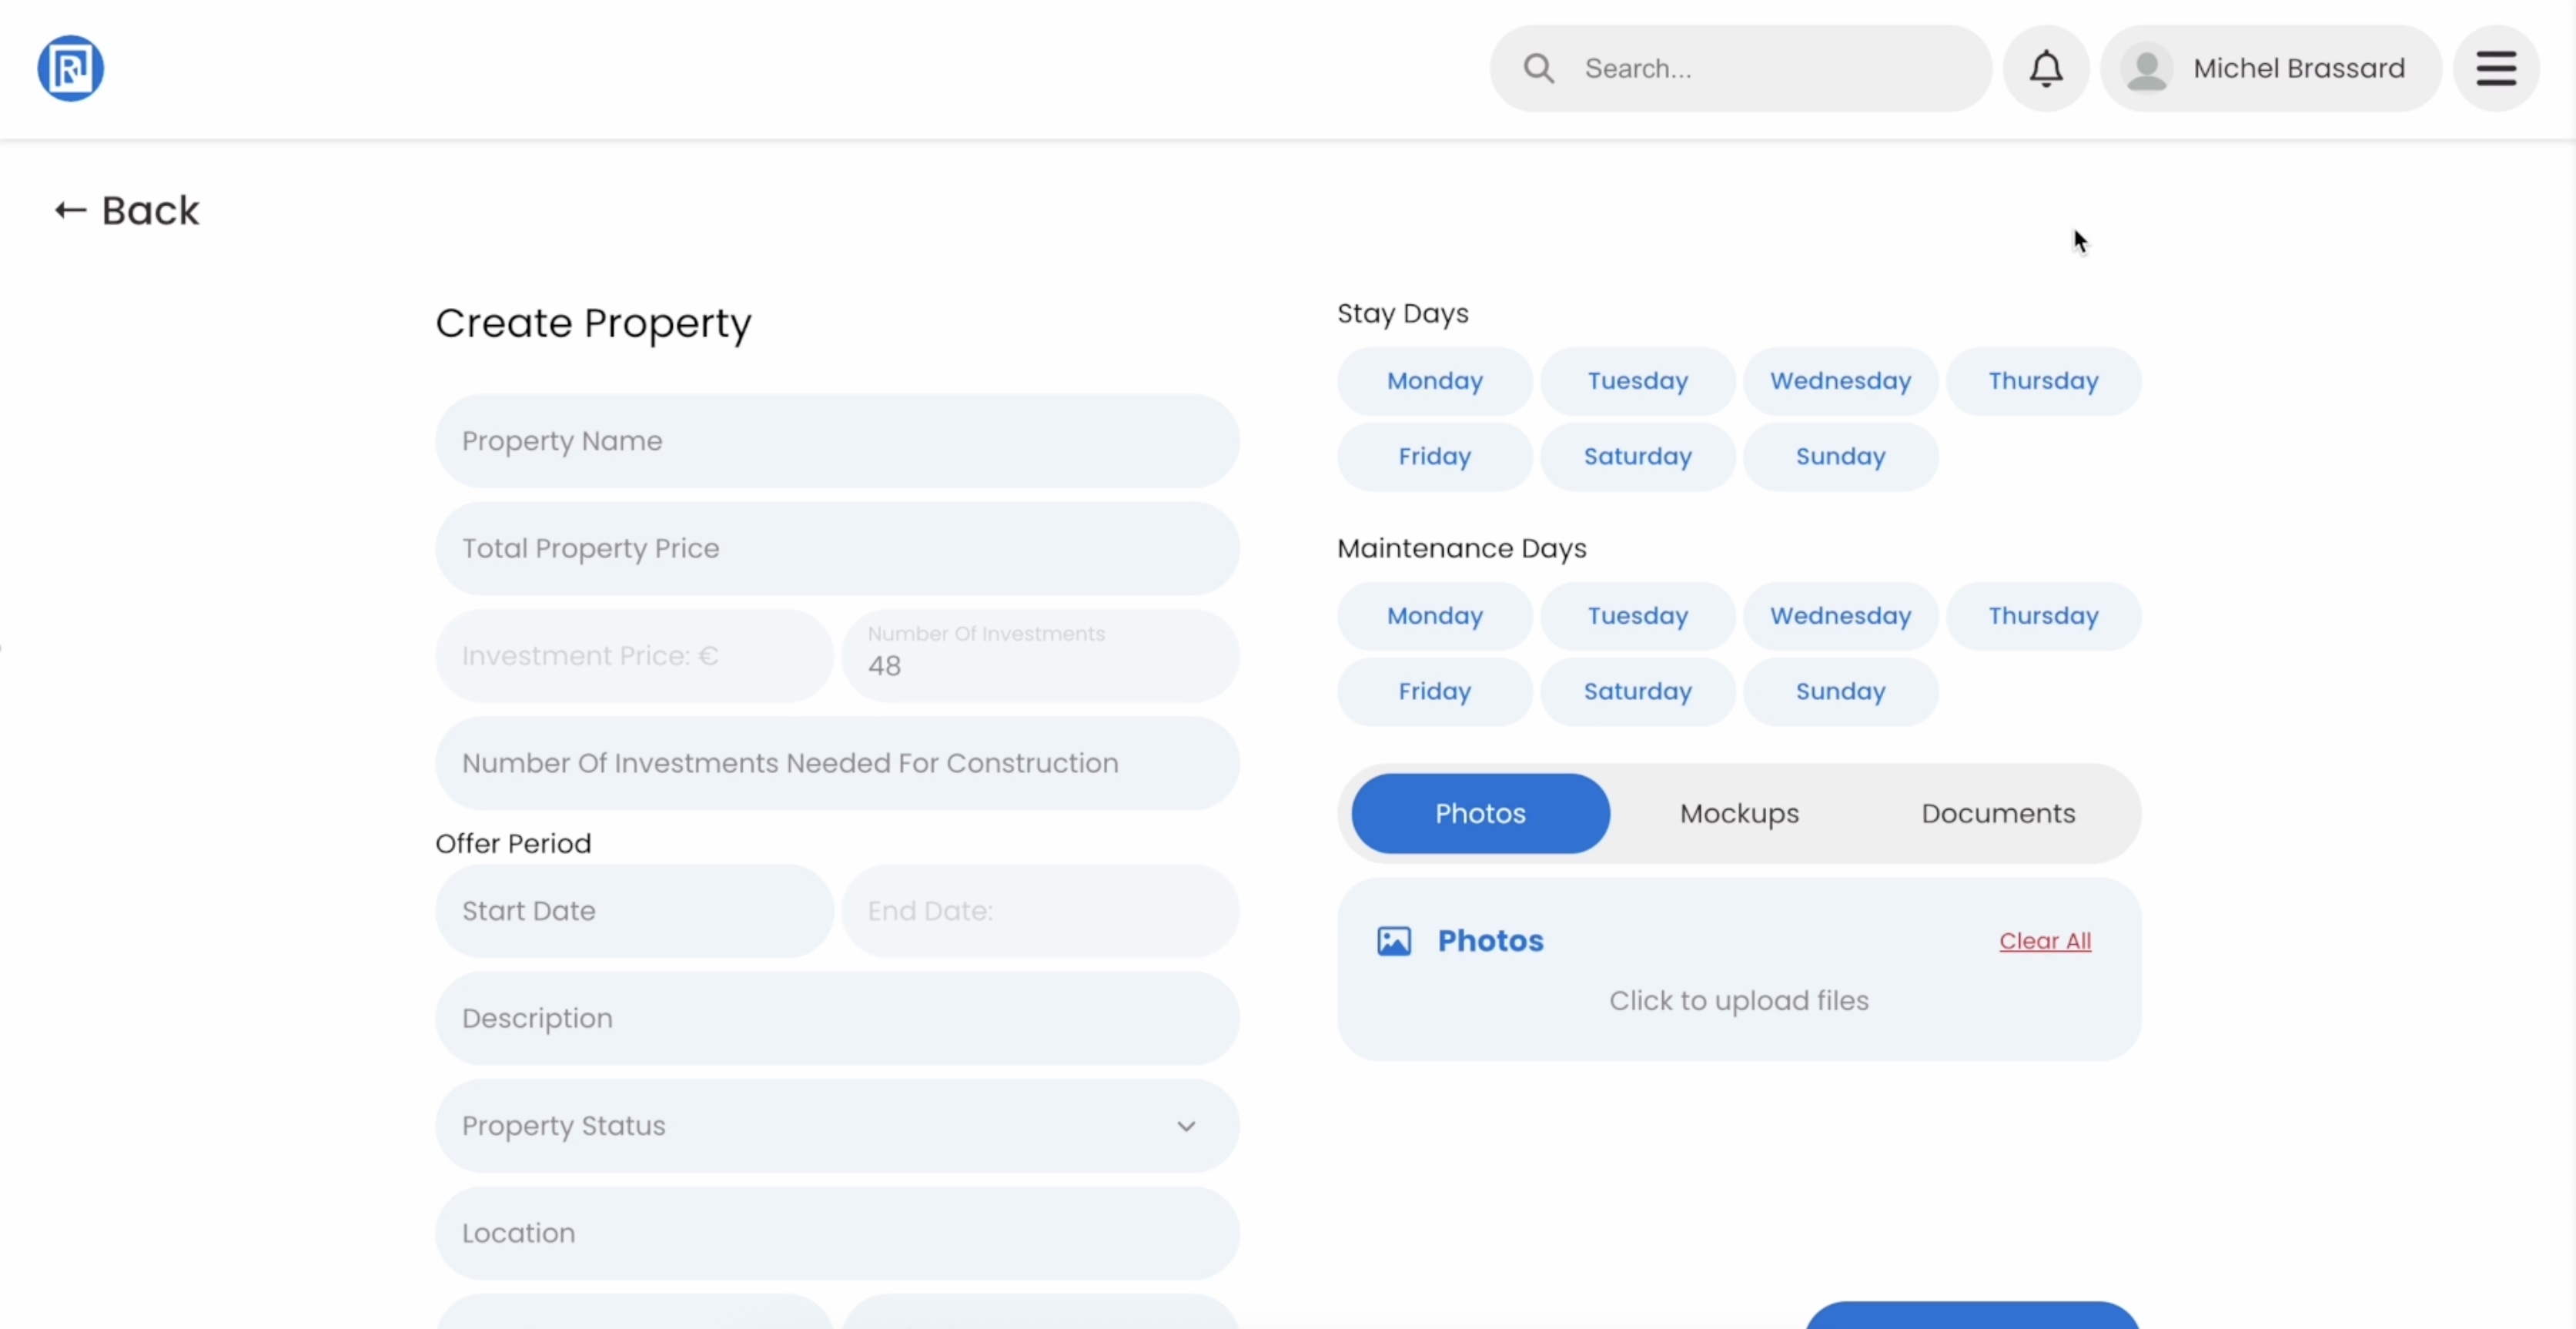 Search...
Michel Brassard
← Back
Create Property
Property Name
Total Property Price
Investment Price: €
Number Of Investments
48
Number Of Investments Needed For Construction
Offer Period
Start Date
End Date:
Description
Property Status
Location
Stay Days
Monday Tuesday Wednesday Thursday
Friday Saturday Sunday
Maintenance Days
Monday Tuesday Wednesday Thursday
Friday Saturday Sunday
Photos Mockups Documents
Photos Clear All
Click to upload files